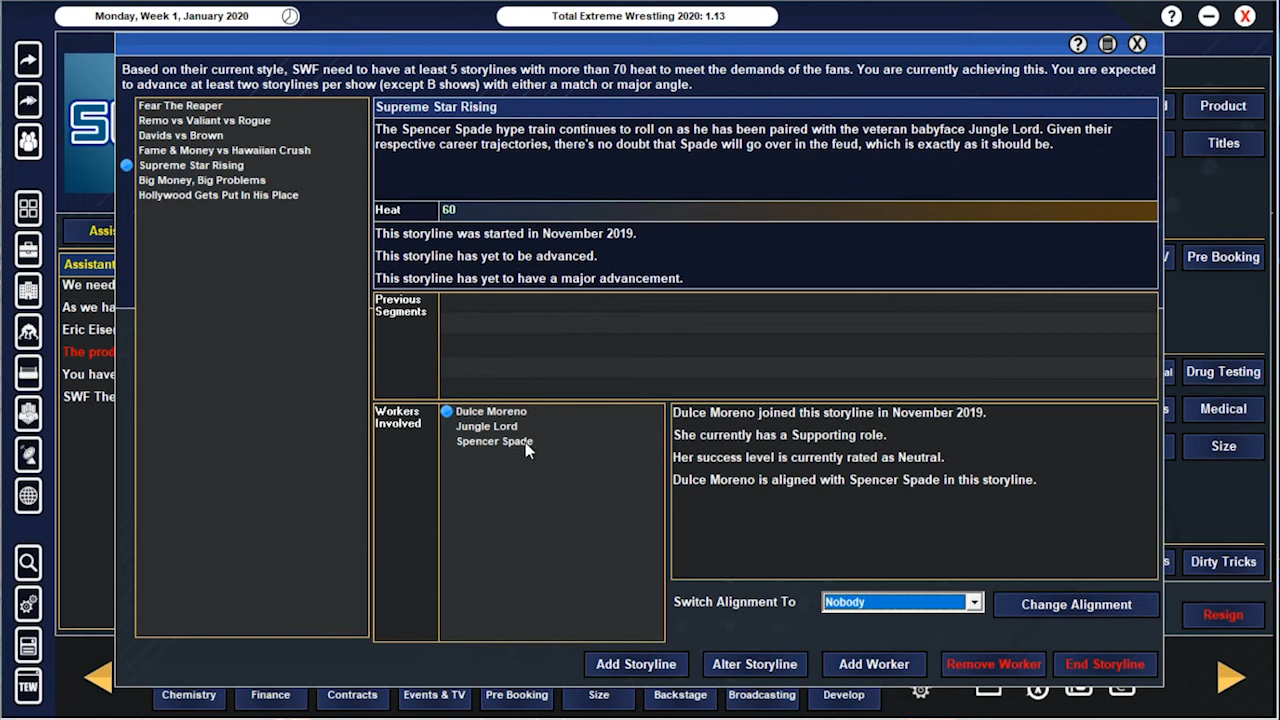 Monday, Week 1, January 2020
Total Extreme Wrestling 2020: 1.13
? X
? X
Based on their current style, SWF need to have at least 5 storylines with more than 70 heat to meet the demands of the fans. You are currently achieving this. You are expected
to advance at least two storylines per show (except B shows) with either a match or major angle.
Fear The Reaper
Remo vs Valiant vs Rogue
Davids vs Brown
Fame & Money vs Hawaiian Crush
Supreme Star Rising
Big Money, Big Problems
Hollywood Gets Put In His Place
Supreme Star Rising
The Spencer Spade hype train continues to roll on as he has been paired with the veteran babyface Jungle Lord. Given their
respective career trajectories, there's no doubt that Spade will go over in the feud, which is exactly as it should be.
Heat 60
This storyline was started in November 2019.
This storyline has yet to be advanced.
This storyline has yet to have a major advancement.
Previous
Segments
Workers
Involved
Dulce Moreno
Jungle Lord
Spencer Spade
Dulce Moreno joined this storyline in November 2019.
She currently has a Supporting role.
Her success level is currently rated as Neutral.
Dulce Moreno is aligned with Spencer Spade in this storyline.
Switch Alignment To Nobody Change Alignment
Add Storyline Alter Storyline Add Worker Remove Worker End Storyline
Product
Titles
Pre Booking
Drug Testing
Medical
Size
Dirty Tricks
Resign
Assi
Assistant
We need
As we ha
Eric Eise
The prod
You have
SWF The
TEW
Chemistry Finance Contracts Events & TV Pre Booking Size Backstage Broadcasting Develop